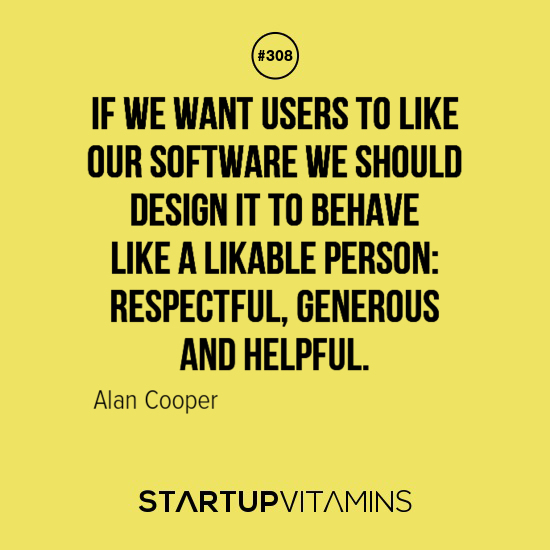 #308
IF WE WANT USERS TO LIKE
OUR SOFTWARE WE SHOULD
DESIGN IT TO BEHAVE
LIKE A LIKABLE PERSON:
RESPECTFUL, GENEROUS
AND HELPFUL.
Alan Cooper
STARTUPVITAMINS